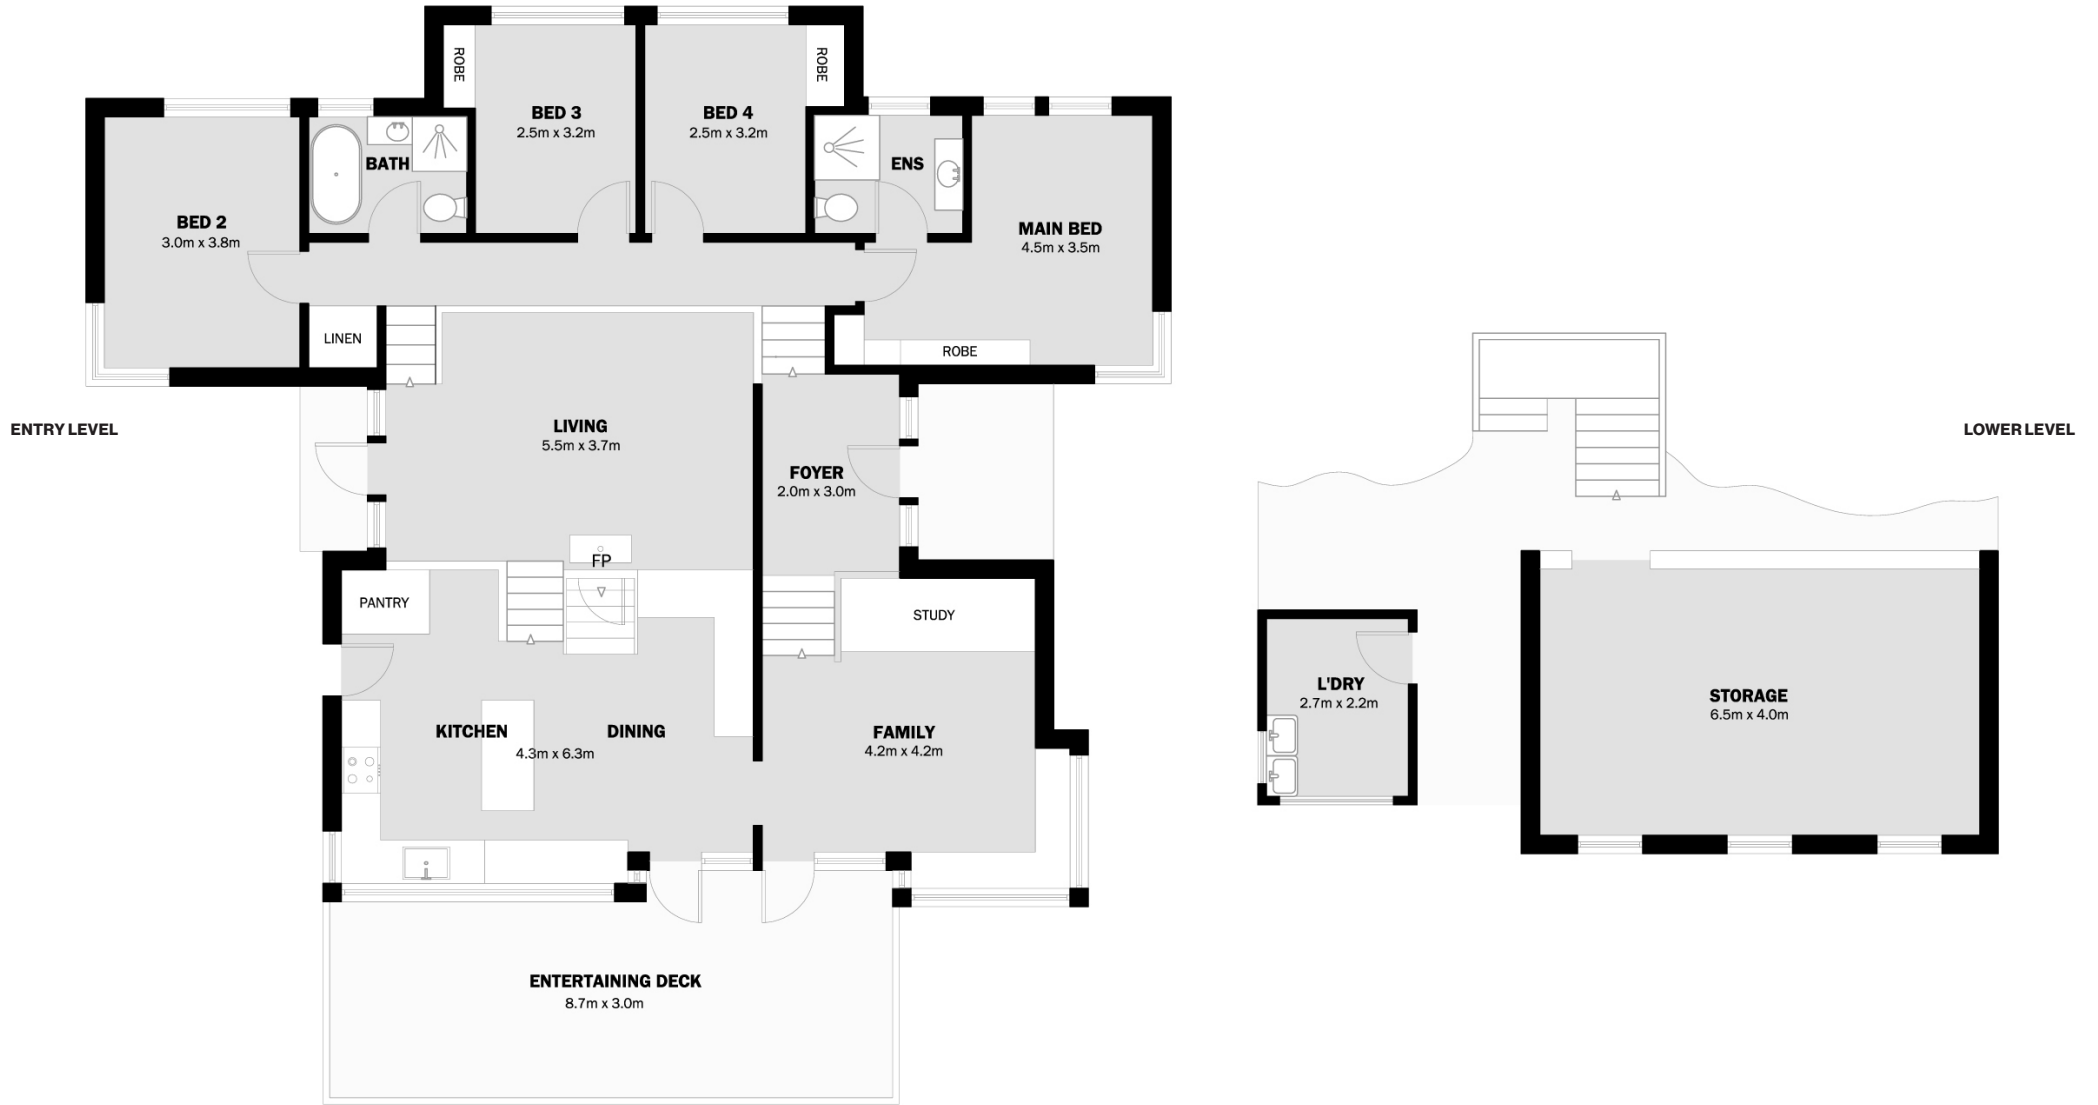 ROBE
ROBE
BED 3
2.5m x 3.2m
BED 4
2.5m x 3.2m
BATH
ENS
BED 2
3.0m x 3.8m
MAIN BED
4.5m x 3.5m
LINEN
ROBE
ENTRY LEVEL
LIVING
5.5m x 3.7m
FOYER
2.0m x 3.0m
LOWER LEVEL
FP
PANTRY
STUDY
L'DRY
2.7m x 2.2m
STORAGE
6.5m x 4.0m
KITCHEN
DINING
4.3m x 6.3m
FAMILY
4.2m x 4.2m
ENTERTAINING DECK
8.7m x 3.0m